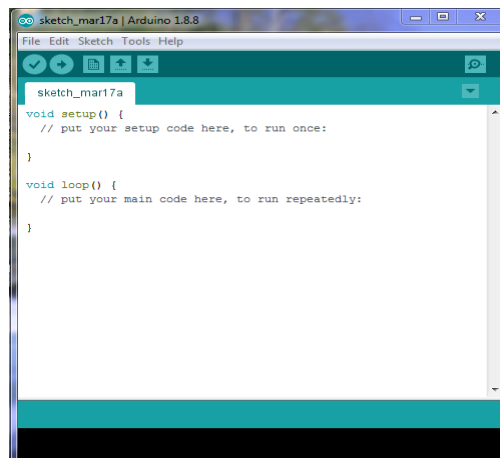 sketch_mar17a | Arduino 1.8.8
File Edit Sketch Tools Help
sketch_mar17a
void setup() {
  // put your setup code here, to run once:

}

void loop() {
  // put your main code here, to run repeatedly:

}